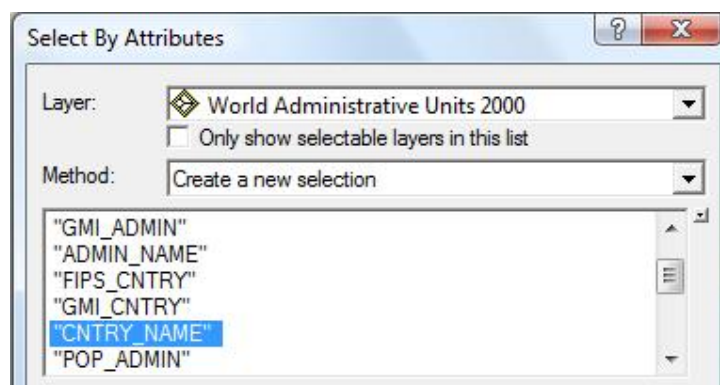 Select By Attributes
Layer: World Administrative Units 2000
Only show selectable layers in this list
Method: Create a new selection
"GMI_ADMIN"
"ADMIN_NAME"
"FIPS_CNTRY"
"GMI_CNTRY"
"CNTRY_NAME"
"POP_ADMIN"